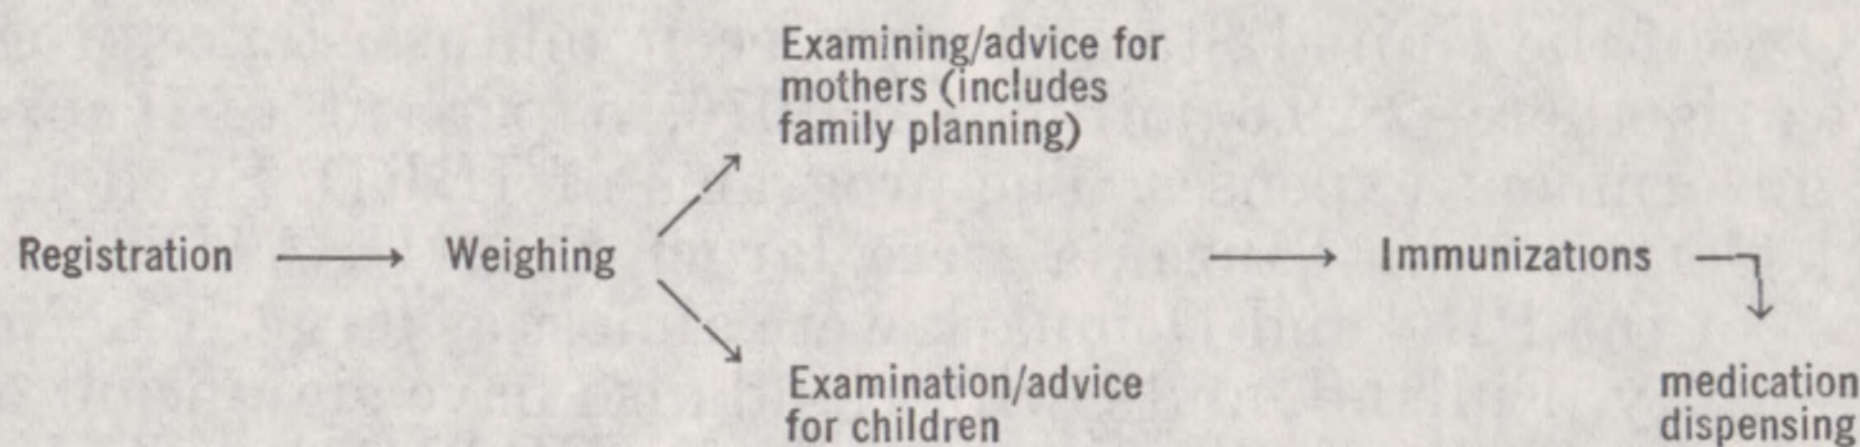 Registration
Weighing
Examining/advice for
mothers (includes
family planning)
Examination/advice
for children
Immunizations
medication
dispensing